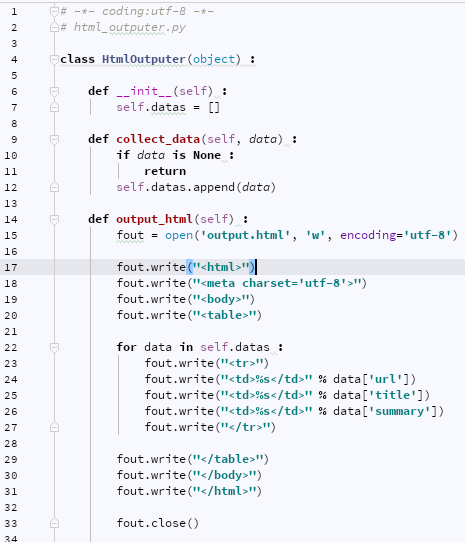 1 # -*- coding:utf-8 -*-
2 # html_outputer.py
3
4 class HtmlOutputer(object) :
5
6     def __init__(self) :
7         self.datas = []
8
9     def collect_data(self, data) :
10         if data is None :
11             return
12         self.datas.append(data)
13
14     def output_html(self) :
15         fout = open('output.html', 'w', encoding='utf-8')
16
17         fout.write("<html>")
18         fout.write("<meta charset='utf-8'>")
19         fout.write("<body>")
20         fout.write("<table>")
21
22         for data in self.datas :
23             fout.write("<tr>")
24             fout.write("<td>%s</td>" % data['url'])
25             fout.write("<td>%s</td>" % data['title'])
26             fout.write("<td>%s</td>" % data['summary'])
27             fout.write("</tr>")
28
29         fout.write("</table>")
30         fout.write("</body>")
31         fout.write("</html>")
32
33         fout.close()
34